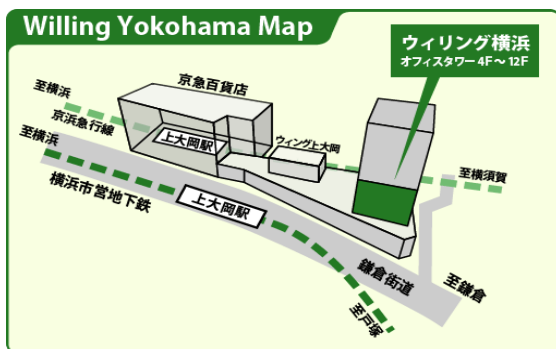 Willing Yokohama Map
ウィリング横浜
オフィスタワー4F〜12F
京急百貨店
至横浜
京浜急行線
上大岡駅
ウィング上大岡
至横浜
至横須賀
横浜市営地下鉄
上大岡駅
鎌倉街道
至鎌倉
至戸塚